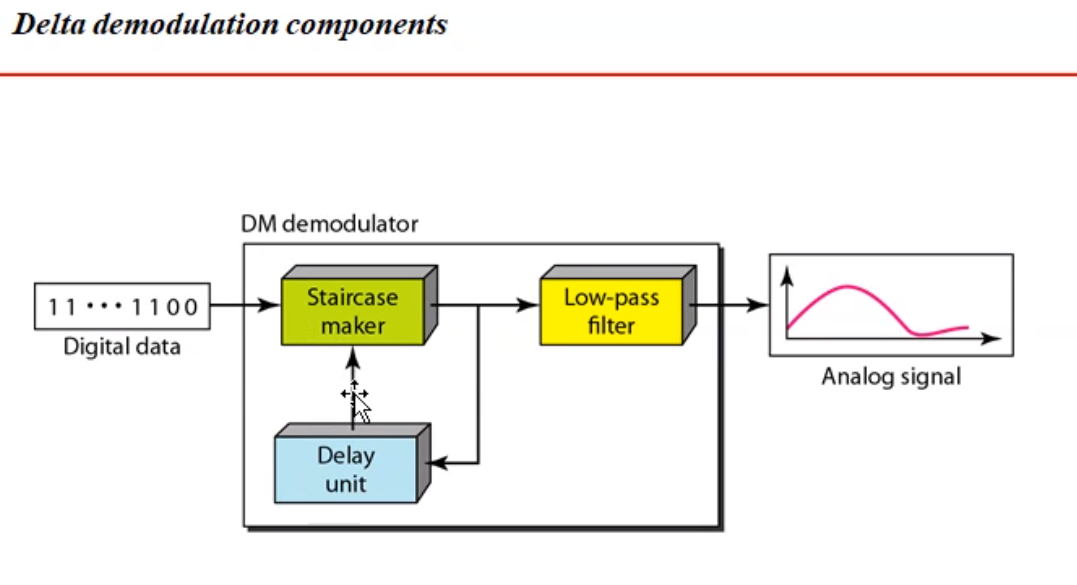 Delta demodulation components
DM demodulator
11 ··· 1100
Digital data
Staircase
maker
Low-pass
filter
Analog signal
Delay
unit